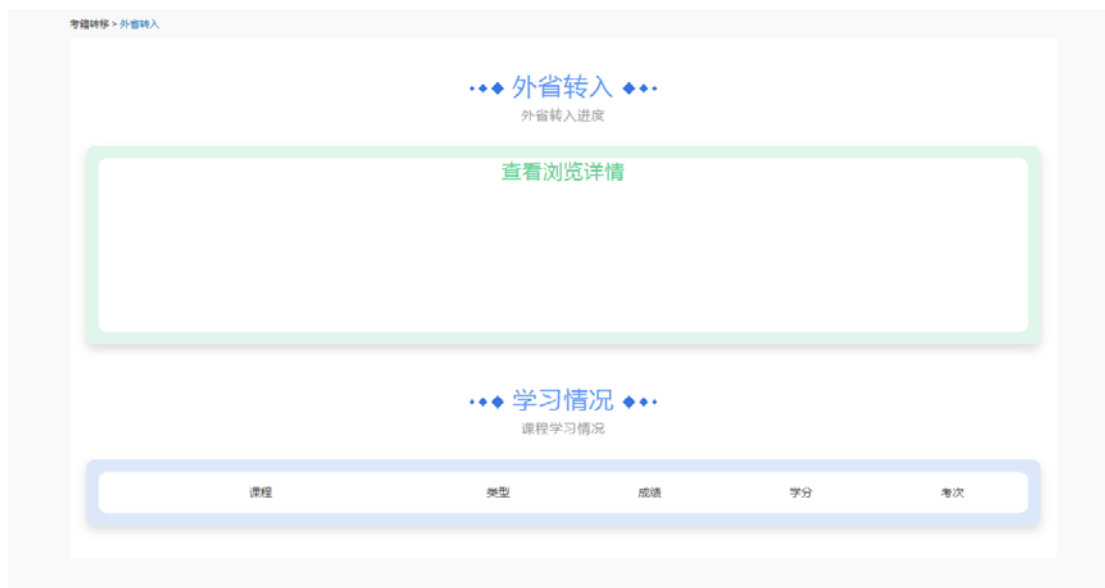 考籍转移 > 外省转入
外省转入
外省转入进度
查看浏览详情
学习情况
课程学习情况
课程 类型 成绩 学分 考次